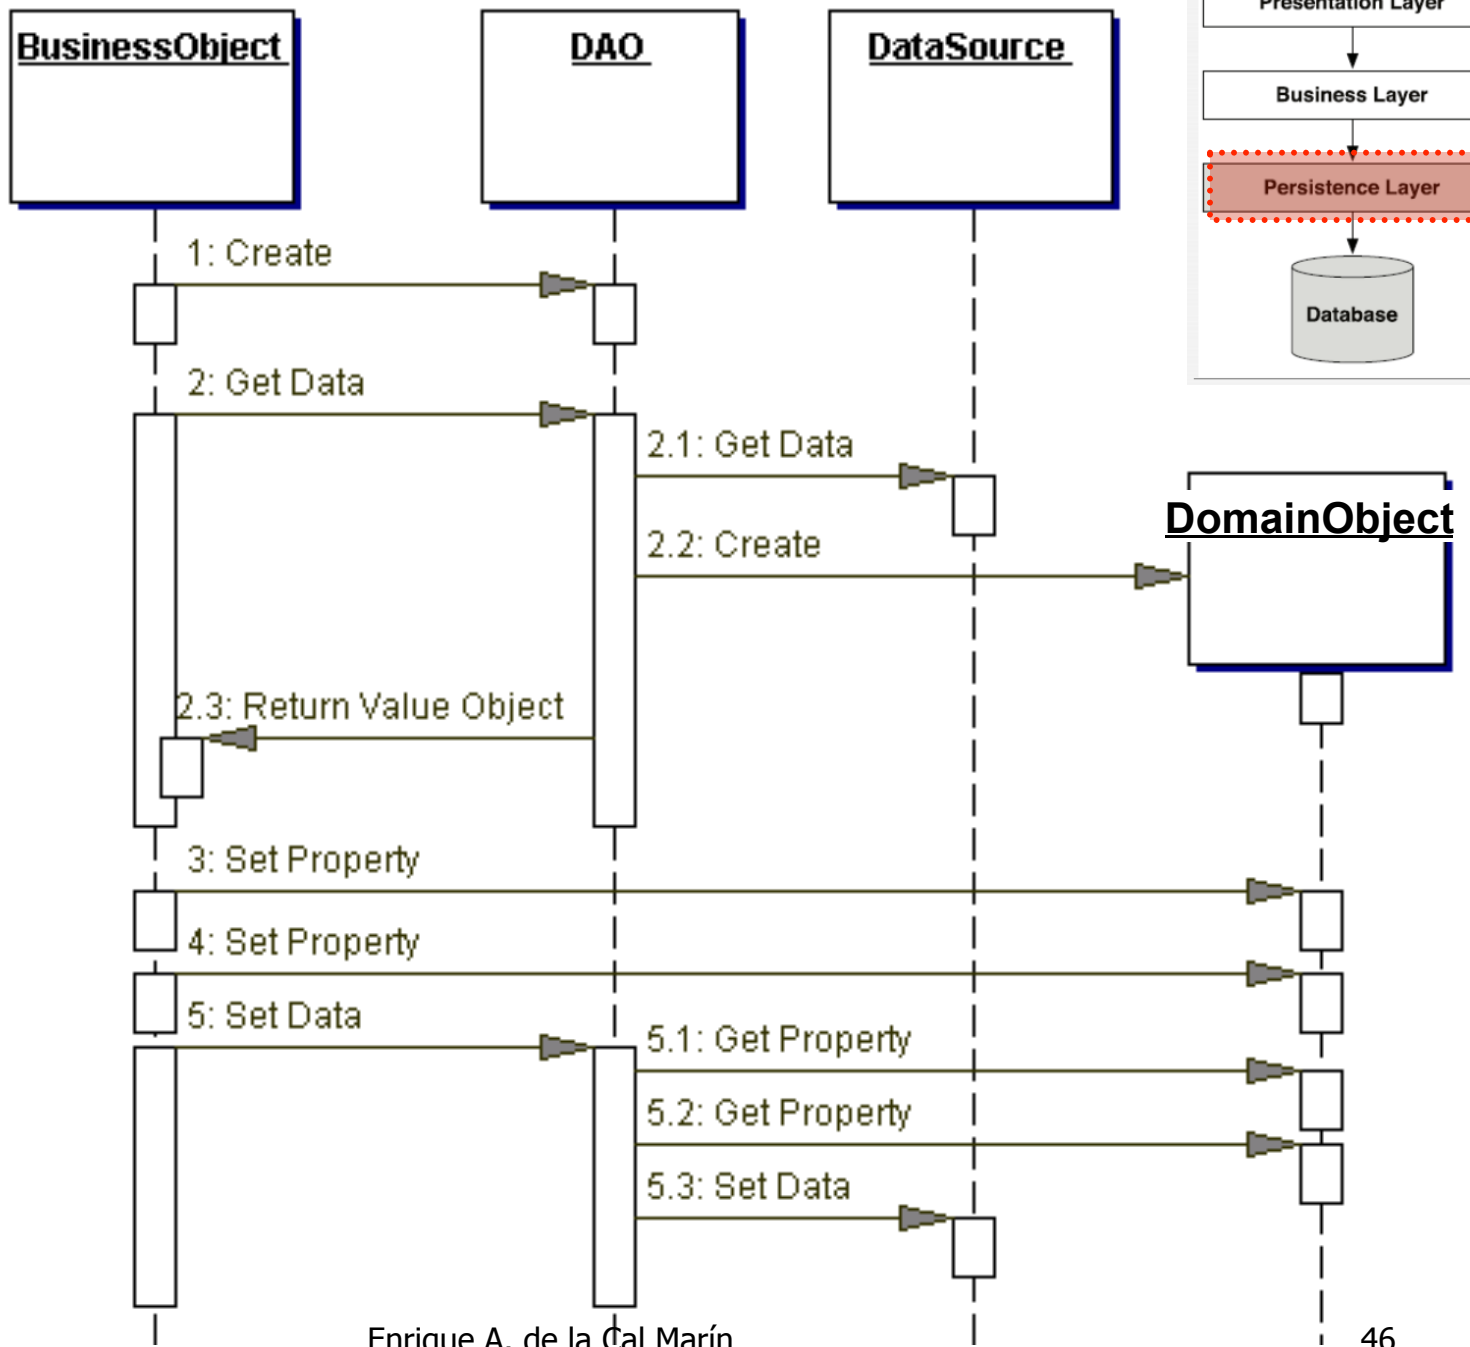 BusinessObject
DAO
DataSource
Presentation Layer
Business Layer
Persistence Layer
Database
1: Create
2: Get Data
2.1: Get Data
DomainObject
2.2: Create
2.3: Return Value Object
3: Set Property
4: Set Property
5: Set Data
5.1: Get Property
5.2: Get Property
5.3: Set Data
Enrique A. de la Cal Marín
46